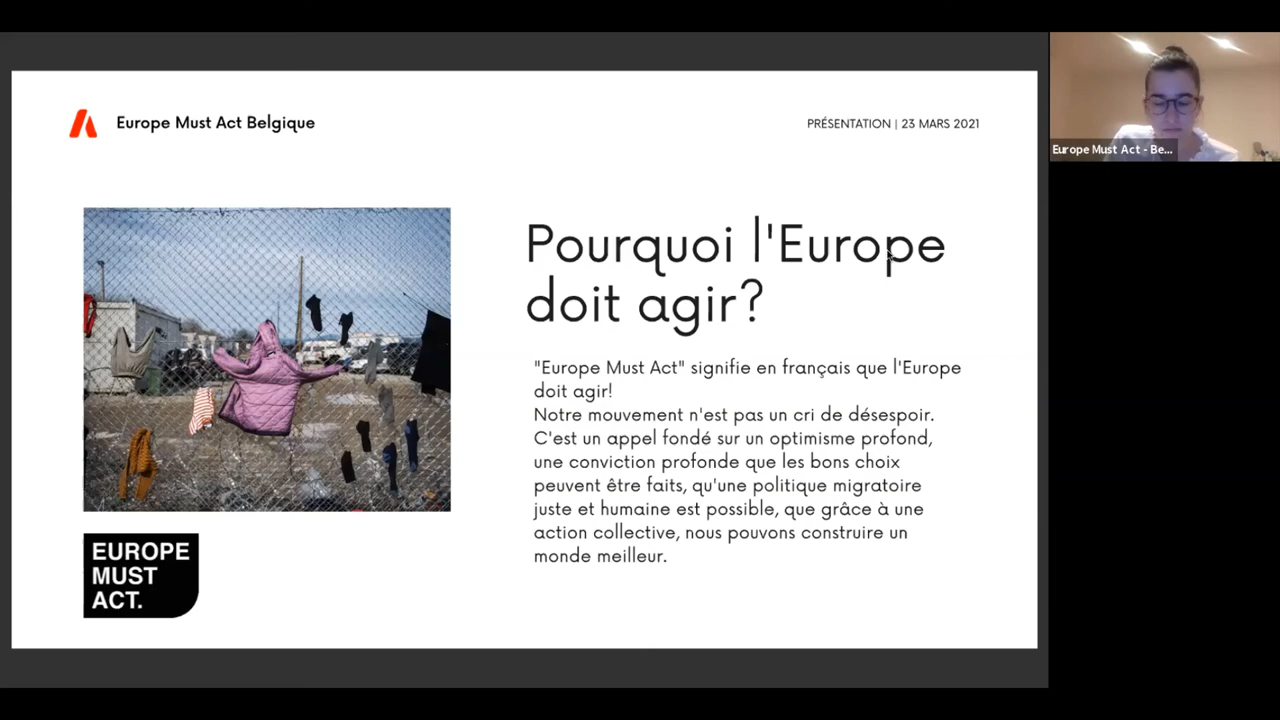 Europe Must Act Belgique
PRÉSENTATION | 23 MARS 2021
Europe Must Act - Be...
Pourquoi l'Europe
doit agir?
"Europe Must Act" signifie en français que l'Europe
doit agir!
Notre mouvement n'est pas un cri de désespoir.
C'est un appel fondé sur un optimisme profond,
une conviction profonde que les bons choix
peuvent être faits, qu'une politique migratoire
juste et humaine est possible, que grâce à une
action collective, nous pouvons construire un
monde meilleur.
EUROPE
MUST
ACT.